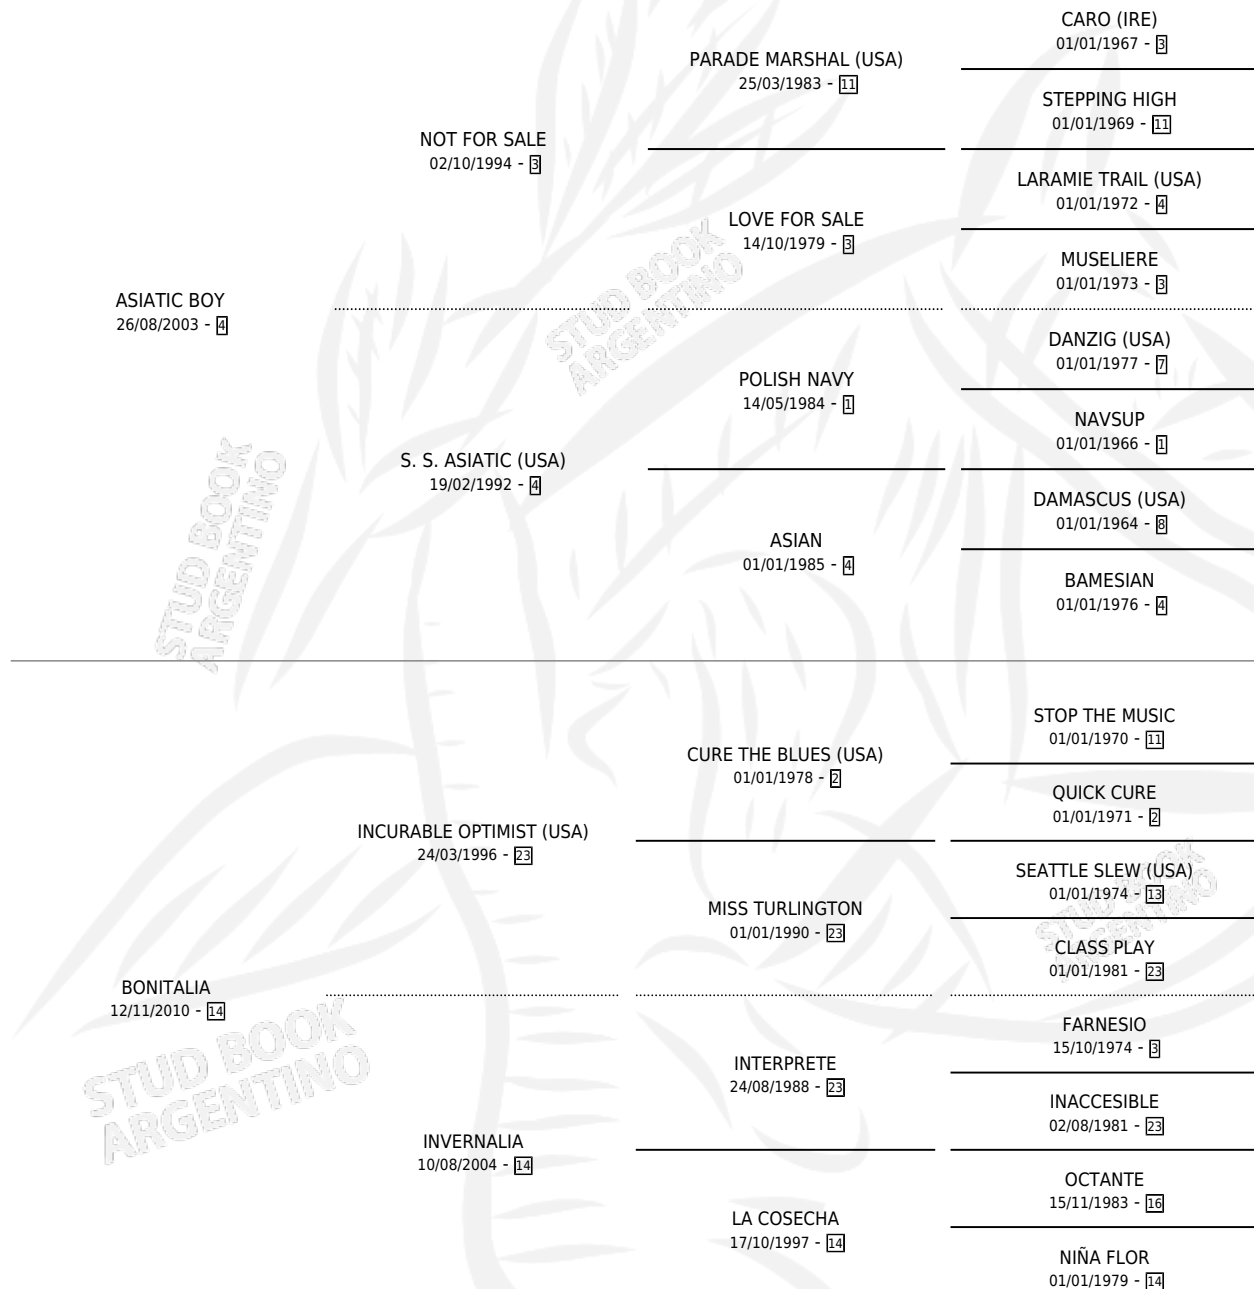 CARO (IRE)
01/01/1967 - 3
PARADE MARSHAL (USA)
25/03/1983 - 11
STEPPING HIGH
01/01/1969 - 11
NOT FOR SALE
02/10/1994 - 3
LARAMIE TRAIL (USA)
01/01/1972 - 4
LOVE FOR SALE
14/10/1979 - 3
MUSELIERE
01/01/1973 - 3
ASIATIC BOY
26/08/2003 - 4
STUD BOOK
ARGENTINO
DANZIG (USA)
01/01/1977 - 7
POLISH NAVY
14/05/1984 - 1
NAVSUP
01/01/1966 - 1
S. S. ASIATIC (USA)
19/02/1992 - 4
DAMASCUS (USA)
01/01/1964 - 8
ASIAN
01/01/1985 - 4
BAMESIAN
01/01/1976 - 4
STUD BOOK
ARGENTINO
STOP THE MUSIC
01/01/1970 - 11
CURE THE BLUES (USA)
01/01/1978 - 2
QUICK CURE
01/01/1971 - 2
INCURABLE OPTIMIST (USA)
24/03/1996 - 23
SEATTLE SLEW (USA)
01/01/1974 - 13
MISS TURLINGTON
01/01/1990 - 23
CLASS PLAY
01/01/1981 - 23
STUD BOOK
ARGENTINO
BONITALIA
12/11/2010 - 14
STUD BOOK
ARGENTINO
FARNESIO
15/10/1974 - 3
INTERPRETE
24/08/1988 - 23
INACCESIBLE
02/08/1981 - 23
INVERNALIA
10/08/2004 - 14
OCTANTE
15/11/1983 - 16
LA COSECHA
17/10/1997 - 14
NIÑA FLOR
01/01/1979 - 14